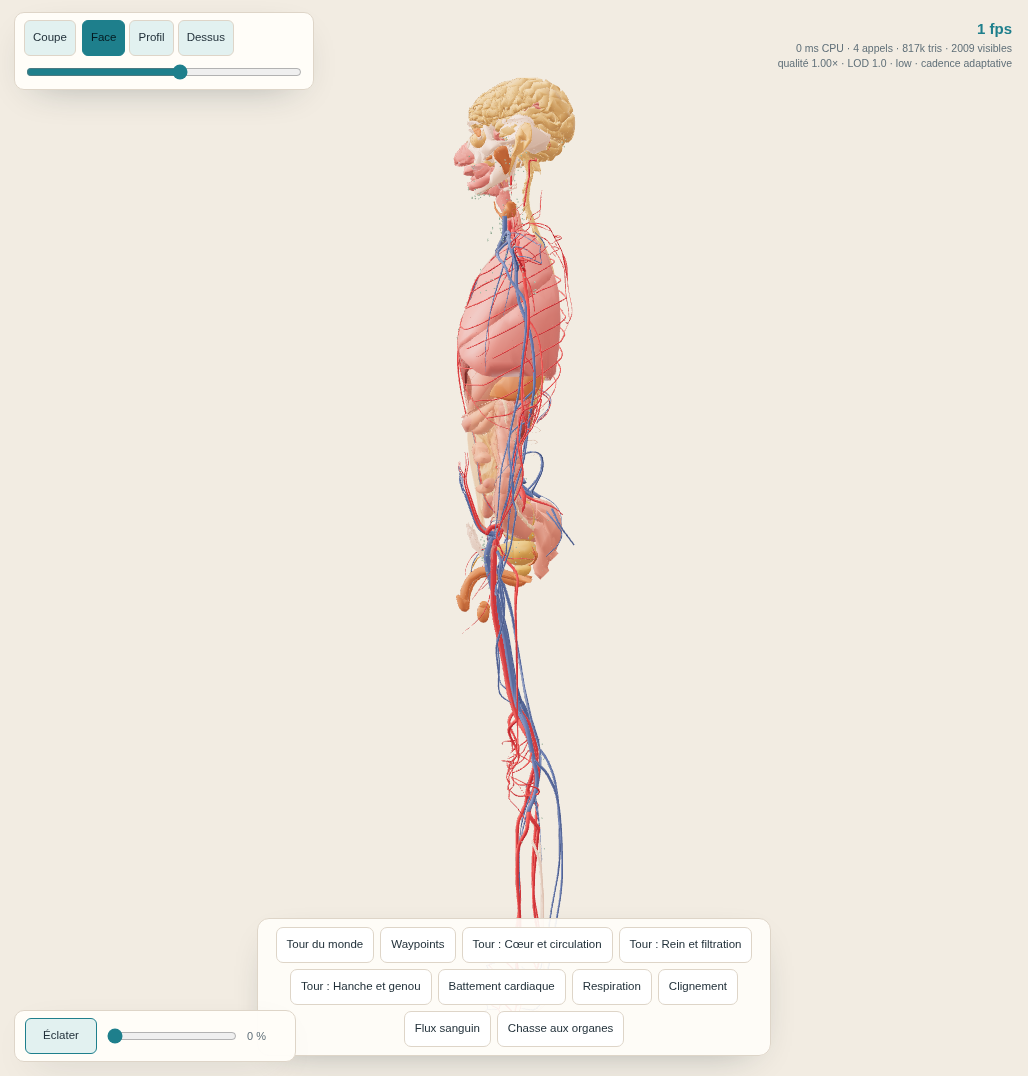 Coupe Face Profil Dessus
1 fps
0 ms CPU · 4 appels · 817k tris · 2009 visibles
qualité 1.00× · LOD 1.0 · low · cadence adaptative
Tour du monde Waypoints Tour : Cœur et circulation Tour : Rein et filtration
Tour : Hanche et genou Battement cardiaque Respiration Clignement
Flux sanguin Chasse aux organes
Éclater 0 %